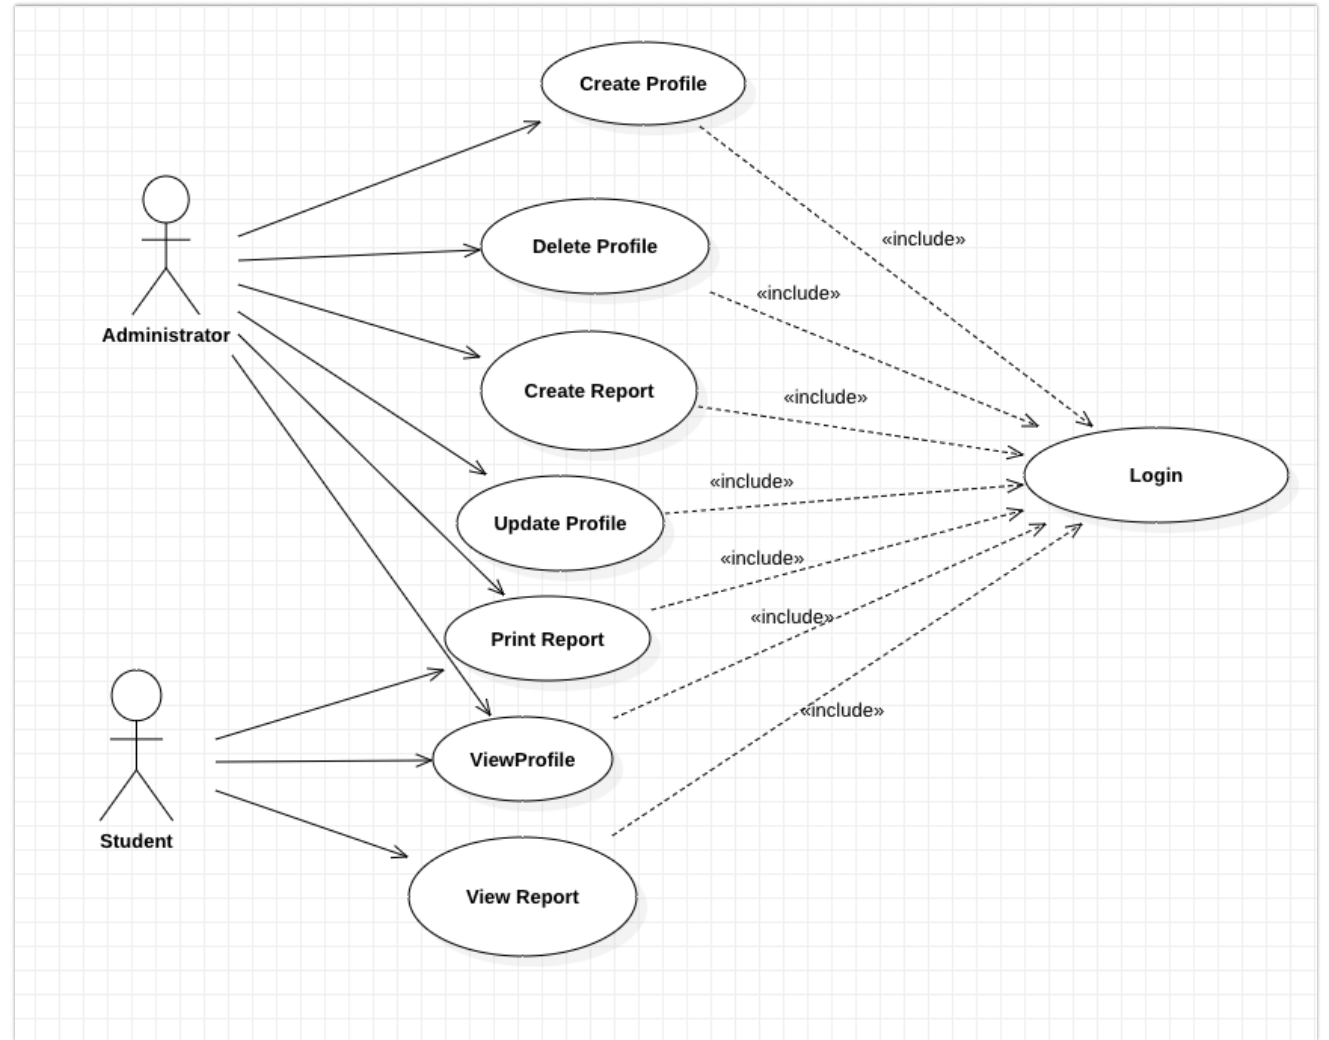 Create Profile
«include»
Delete Profile
«include»
Administrator
Create Report
«include»
Login
«include»
Update Profile
«include»
«include»
Print Report
«include»
ViewProfile
Student
View Report